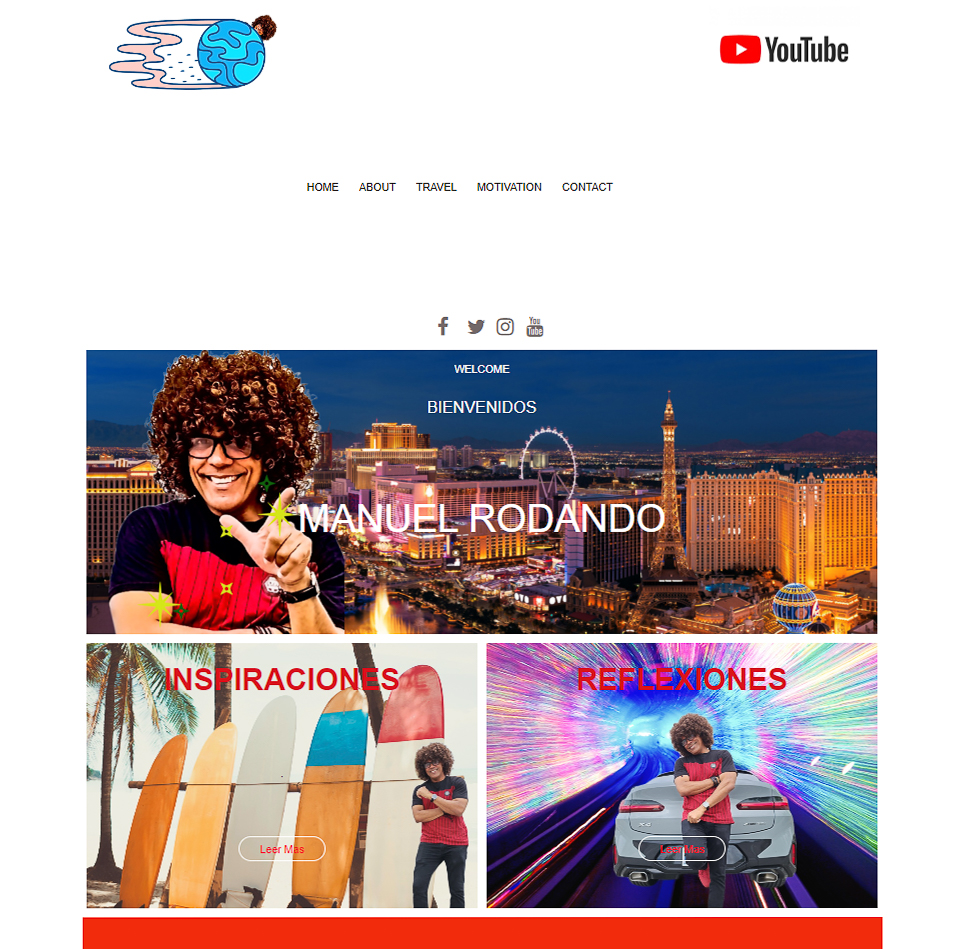 YouTube
HOME ABOUT TRAVEL MOTIVATION CONTACT
You
Tube
WELCOME
BIENVENIDOS
MANUEL RODANDO
INSPIRACIONES
REFLEXIONES
Leer Mas
Leer Mas